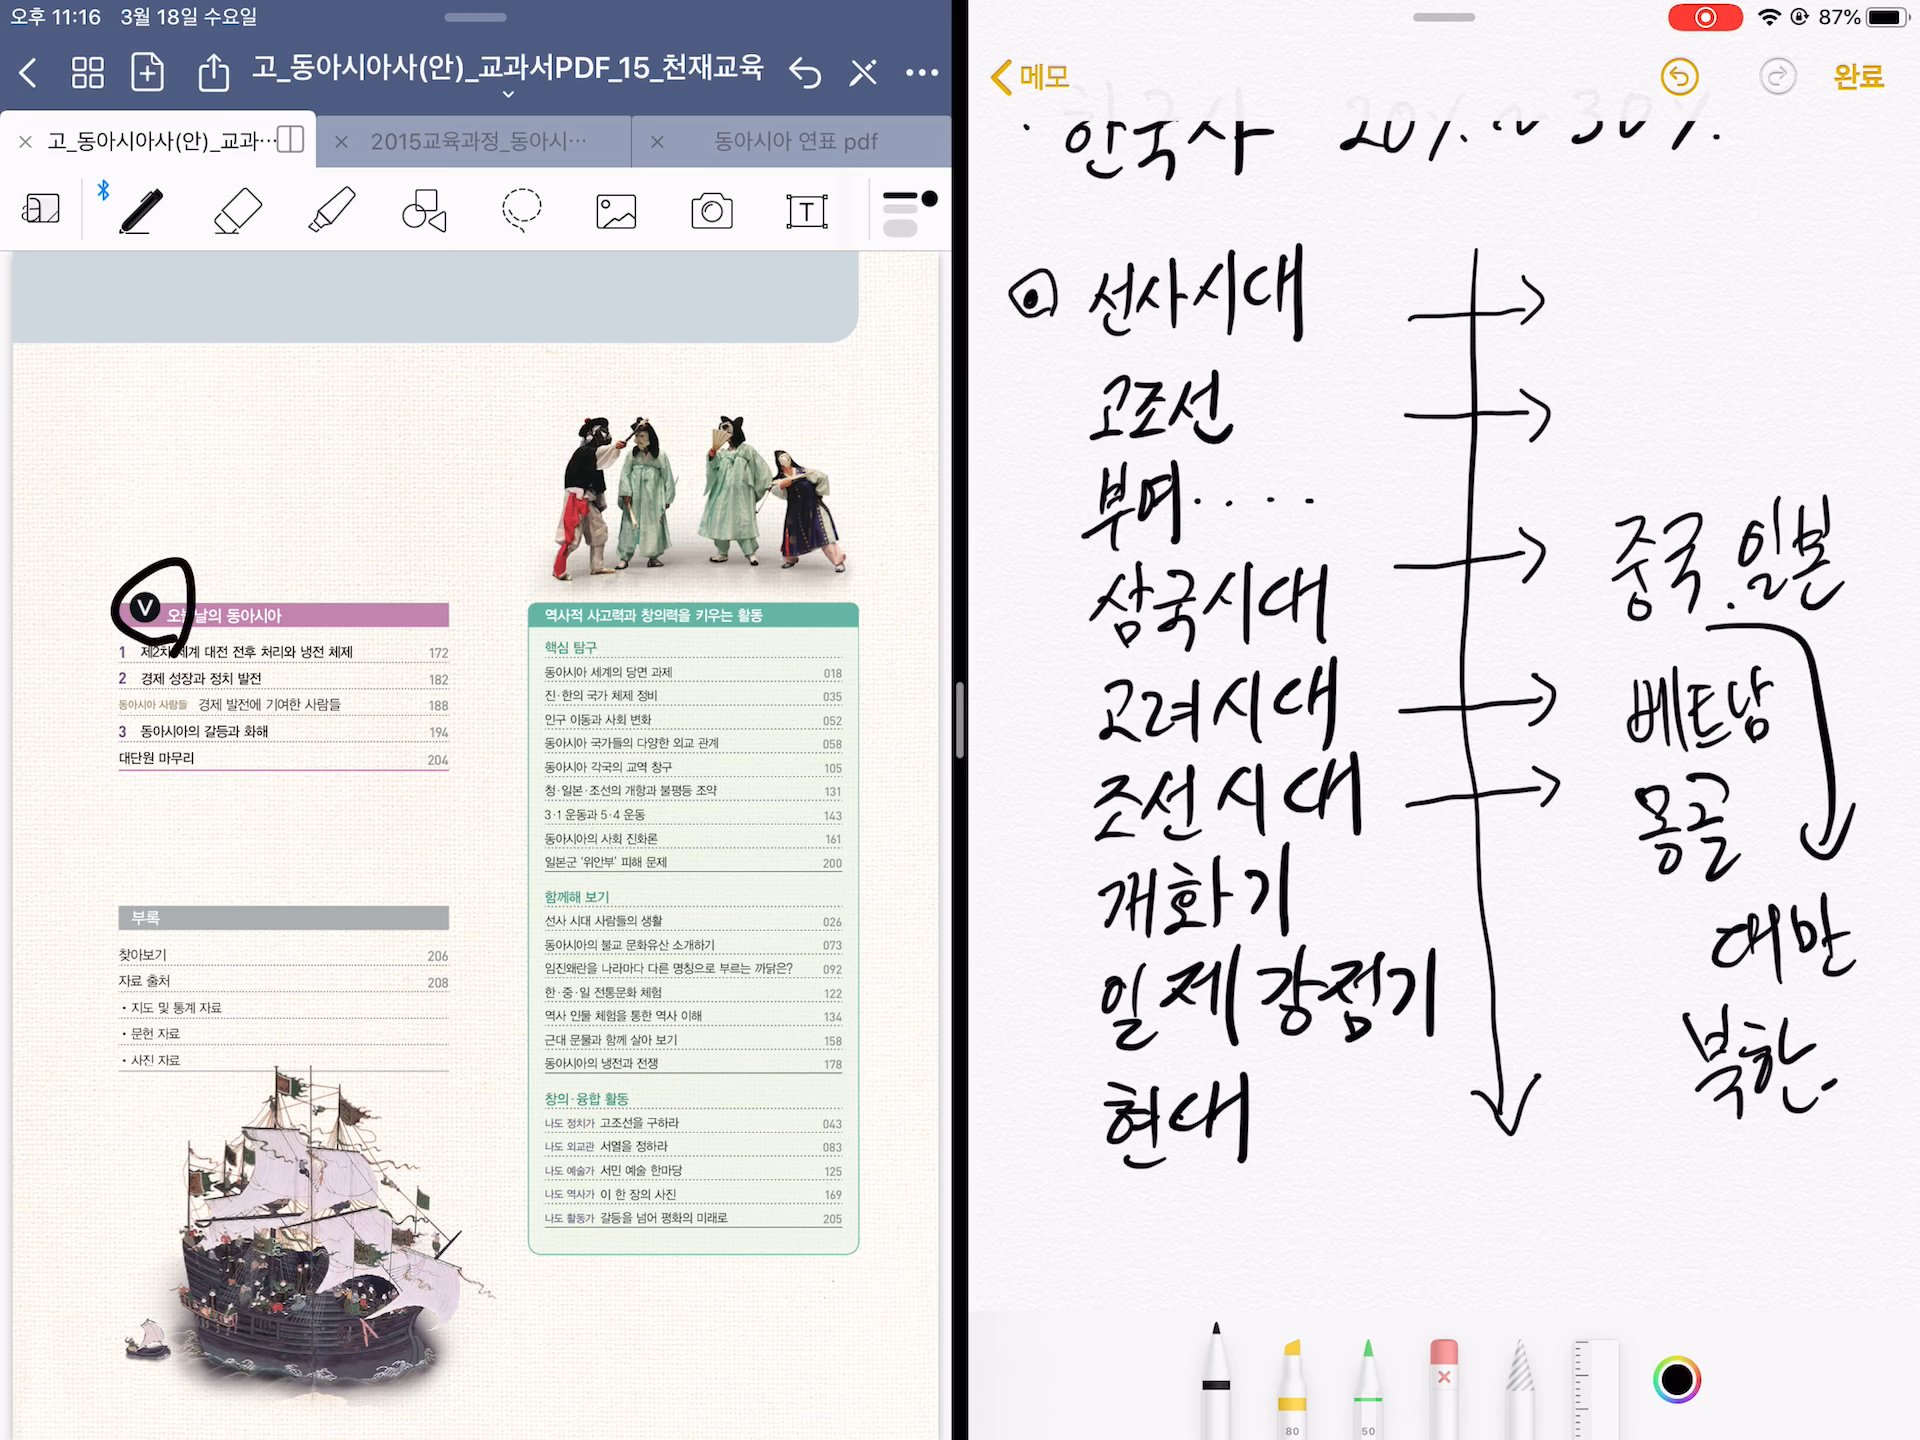 오후 11:16 3월 18일 수요일
고_동아시아사(안)_교과서PDF_15_천재교육
고_동아시아사(안)_교과…
2015교육과정_동아시…
동아시아 연표 pdf
V 오늘날의 동아시아
1 제2차 세계 대전 전후 처리와 냉전 체제 172
2 경제 성장과 정치 발전 182
동아시아 사람들 경제 발전에 기여한 사람들 188
3 동아시아의 갈등과 화해 194
대단원 마무리 204
부록
찾아보기 206
자료 출처 208
• 지도 및 통계 자료
• 문헌 자료
• 사진 자료
역사적 사고력과 창의력을 키우는 활동
핵심 탐구
동아시아 세계의 당면 과제 018
진·한의 국가 체제 정비 035
인구 이동과 사회 변화 052
동아시아 국가들의 다양한 외교 관계 058
동아시아 각국의 교역 창구 105
청·일본·조선의 개항과 불평등 조약 131
3·1 운동과 5·4 운동 143
동아시아의 사회 진화론 161
일본군 '위안부' 피해 문제 200
함께해 보기
선사 시대 사람들의 생활 026
동아시아의 불교 문화유산 소개하기 073
임진왜란을 나라마다 다른 명칭으로 부르는 까닭은? 092
한·중·일 전통문화 체험 122
역사 인물 체험을 통한 역사 이해 134
근대 문물과 함께 살아 보기 158
동아시아의 냉전과 전쟁 178
창의·융합 활동
나도 정치가 고조선을 구하라 043
나도 외교관 서열을 정하라 083
나도 예술가 서민 예술 한마당 125
나도 역사가 이 한 장의 사진 169
나도 활동가 갈등을 넘어 평화의 미래로 205
87%
메모
완료
· 한국사 20%. ~ 30%.
선사시대
고조선
부여....
삼국시대
고려시대
조선시대
개화기
일제강점기
현대
중국.일본
베트남
몽골
대만
북한.
80
50